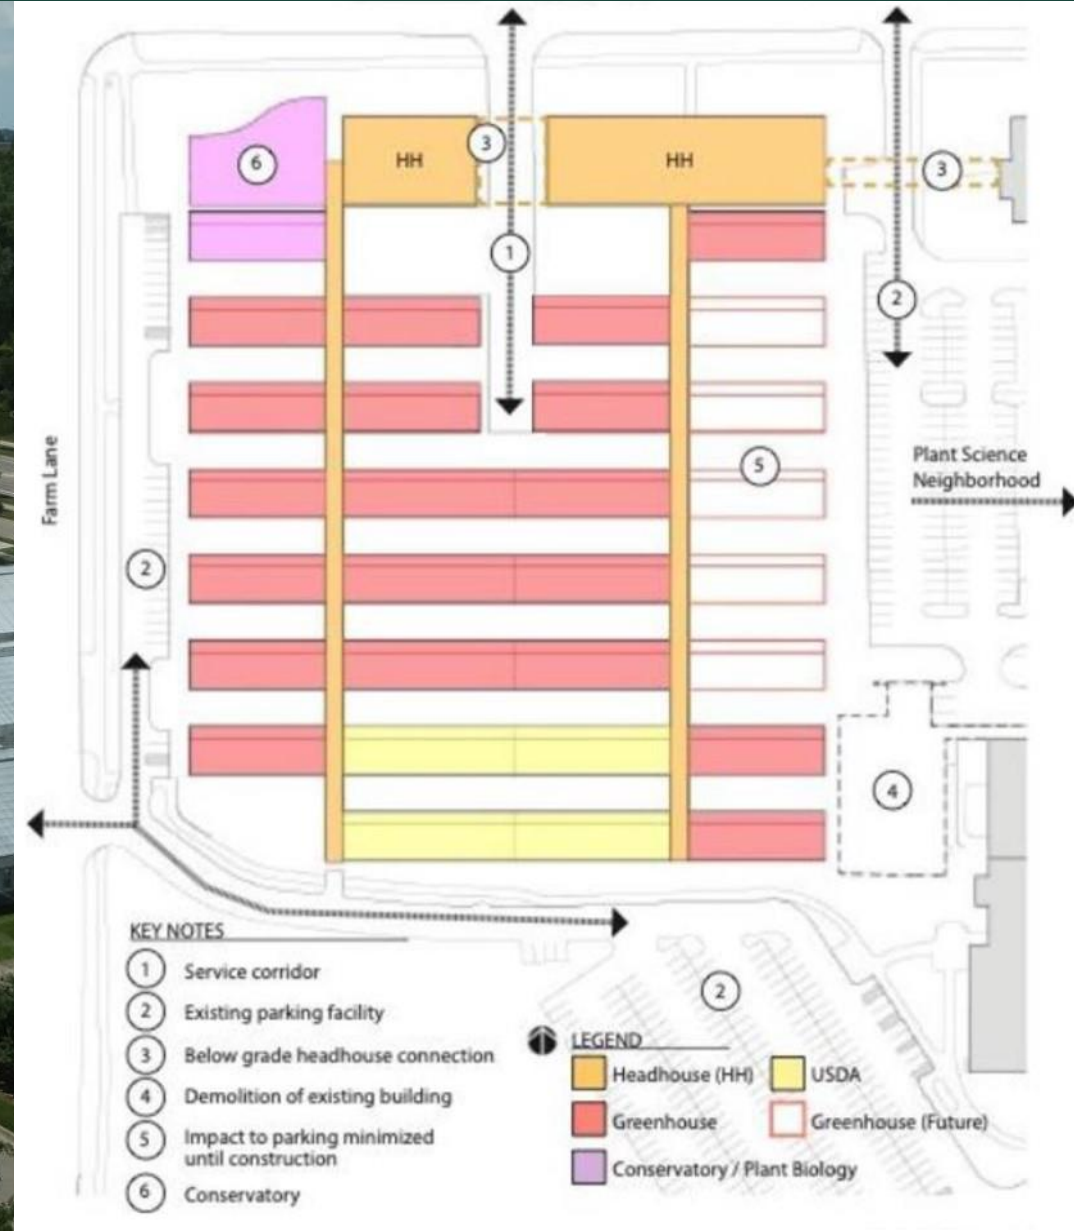 3
6
HH
HH
3
1
2
Farm Lane
5
Plant Science
Neighborhood
2
4
KEY NOTES
1 Service corridor
2 Existing parking facility
3 Below grade headhouse connection
4 Demolition of existing building
5 Impact to parking minimized
until construction
6 Conservatory
2
LEGEND
Headhouse (HH)
USDA
Greenhouse
Greenhouse (Future)
Conservatory / Plant Biology